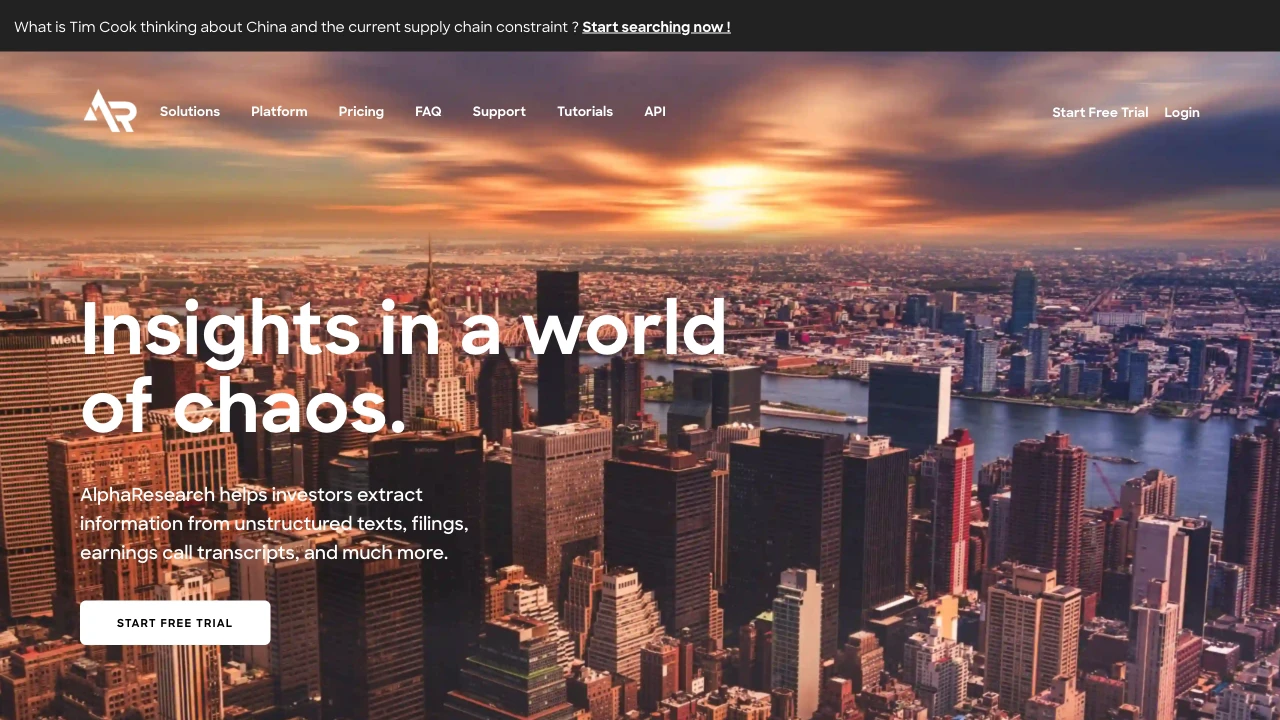 What is Tim Cook thinking about China and the current supply chain constraint ? Start searching now !
AR Solutions Platform Pricing FAQ Support Tutorials API Start Free Trial Login
Insights in a world
of chaos.
AlphaResearch helps investors extract
information from unstructured texts, filings,
earnings call transcripts, and much more.
START FREE TRIAL
MetL